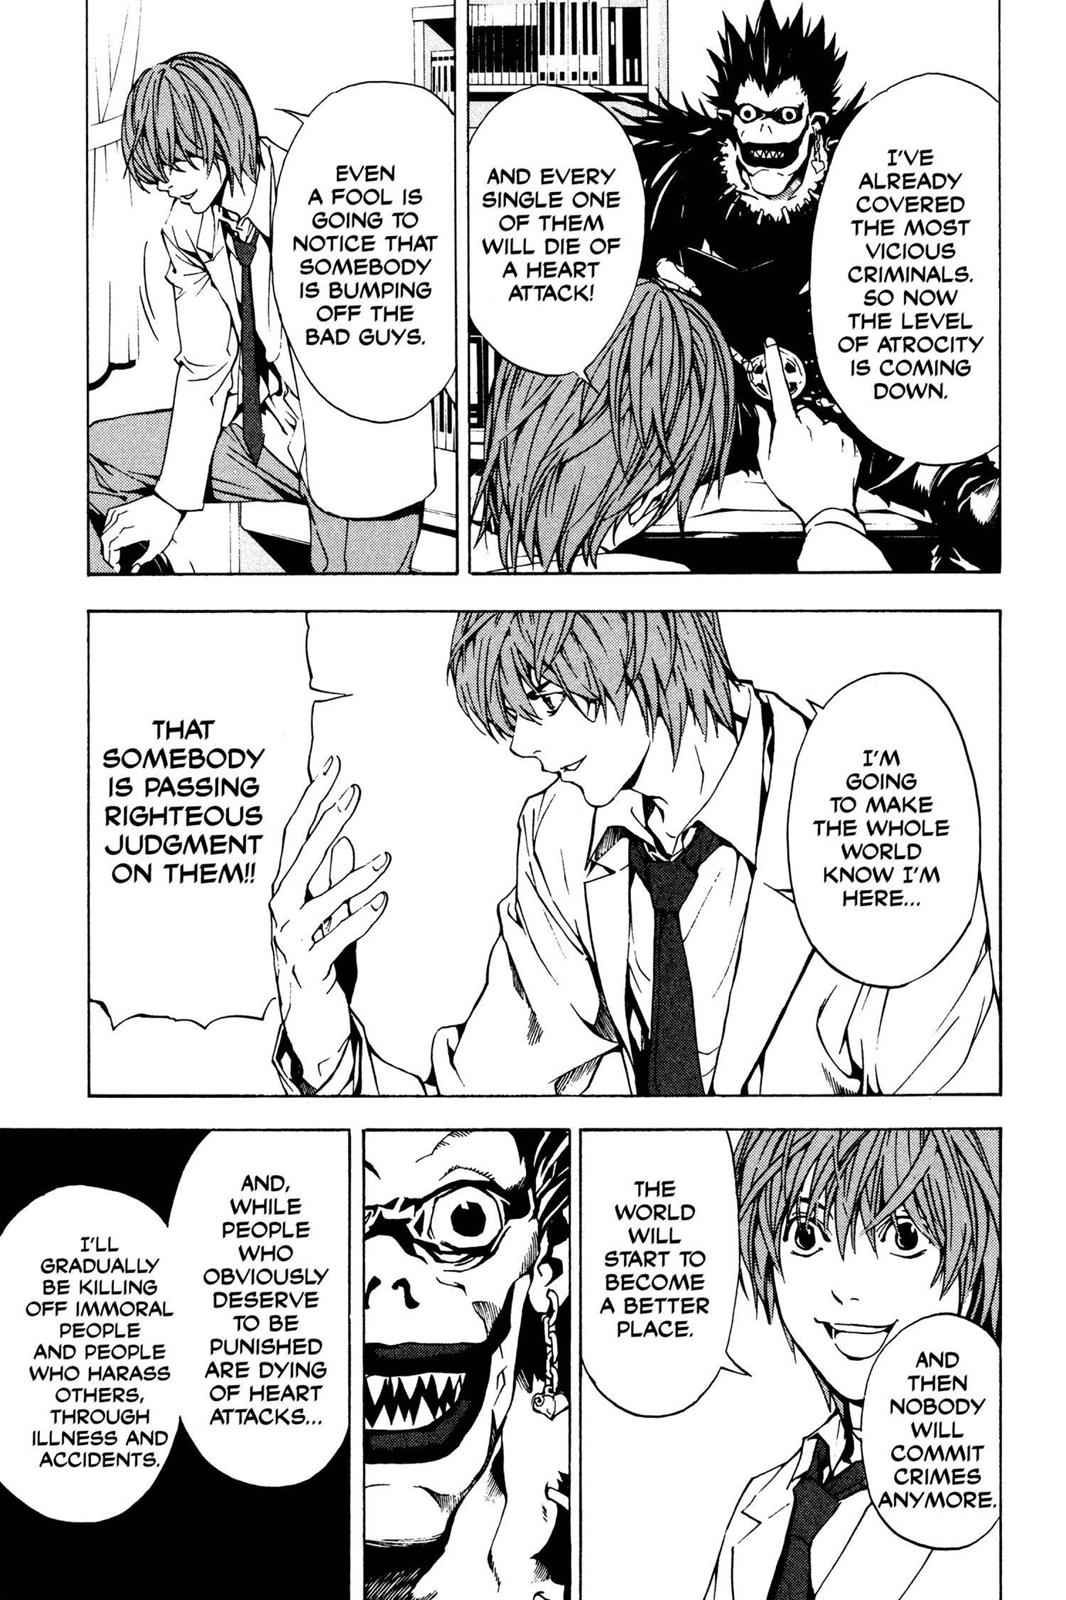 I'VE
ALREADY
COVERED
THE MOST
VICIOUS
CRIMINALS.
SO NOW
THE LEVEL
OF ATROCITY
IS COMING
DOWN.
AND EVERY
SINGLE ONE
OF THEM
WILL DIE OF
A HEART
ATTACK!
EVEN
A FOOL IS
GOING TO
NOTICE THAT
SOMEBODY
IS BUMPING
OFF THE
BAD GUYS.
I'M
GOING
TO MAKE
THE WHOLE
WORLD
KNOW I'M
HERE...
THAT
SOMEBODY
IS PASSING
RIGHTEOUS
JUDGMENT
ON THEM!!
AND
THEN
NOBODY
WILL
COMMIT
CRIMES
ANYMORE.
THE
WORLD
WILL
START TO
BECOME
A BETTER
PLACE.
AND,
WHILE
PEOPLE
WHO
OBVIOUSLY
DESERVE
TO BE
PUNISHED
ARE DYING
OF HEART
ATTACKS...
I'LL
GRADUALLY
BE KILLING
OFF IMMORAL
PEOPLE
AND PEOPLE
WHO HARASS
OTHERS,
THROUGH
ILLNESS AND
ACCIDENTS.